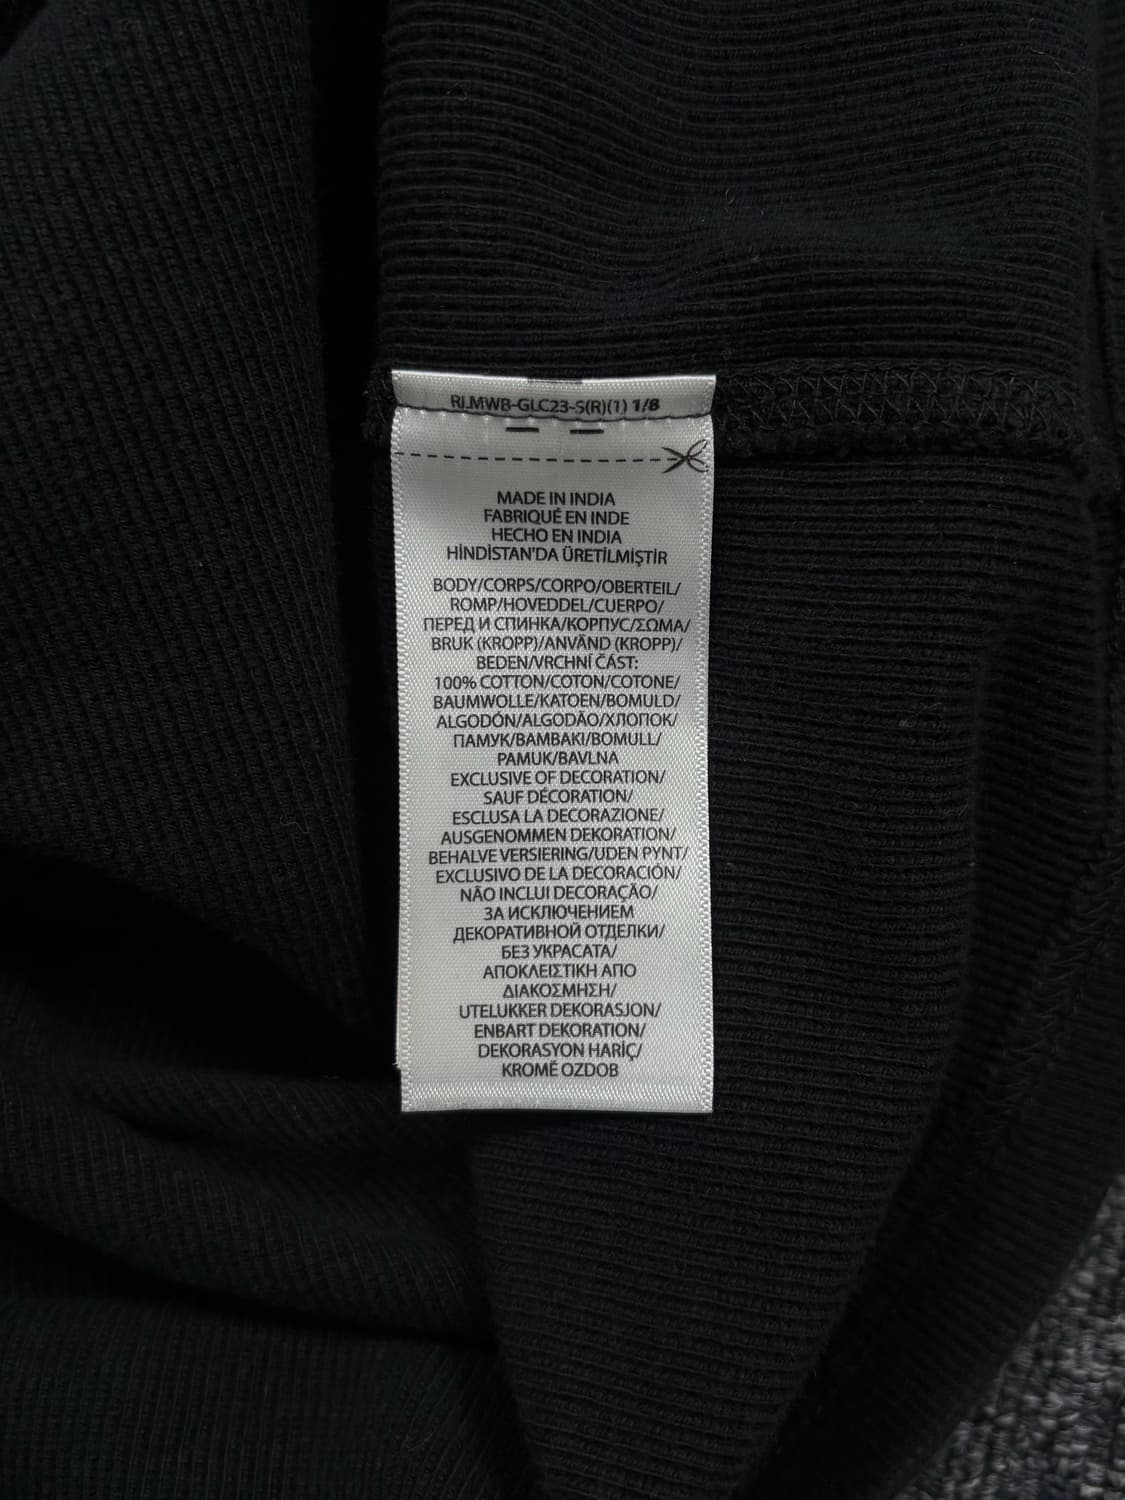 RLMWB-GLC23-S(R)(1) 1/8
MADE IN INDIA
FABRIQUÉ EN INDE
HECHO EN INDIA
HİNDİSTAN'DA ÜRETİLMİŞTİR
BODY/CORPS/CORPO/OBERTEIL/
ROMP/HOVEDDEL/CUERPO/
ПЕРЕД И СПИНКА/КОРПУС/ΣΩΜΑ/
BRUK (KROPP)/ANVÄND (KROPP)/
BEDEN/VRCHNÍ ČÁST:
100% COTTON/COTON/COTONE/
BAUMWOLLE/KATOEN/BOMULD/
ALGODÓN/ALGODÃO/ХЛОПОК/
ПАМУК/ΒΑΜΒΑΚΙ/BOMULL/
PAMUK/BAVLNA
EXCLUSIVE OF DECORATION/
SAUF DÉCORATION/
ESCLUSA LA DECORAZIONE/
AUSGENOMMEN DEKORATION/
BEHALVE VERSIERING/UDEN PYNT/
EXCLUSIVO DE LA DECORACIÓN/
NÃO INCLUI DECORAÇÃO/
ЗА ИСКЛЮЧЕНИЕМ
ДЕКОРАТИВНОЙ ОТДЕЛКИ/
БЕЗ УКРАСАТА/
ΑΠΟΚΛΕΙΣΤΙΚΗ ΑΠΟ
ΔΙΑΚΟΣΜΗΣΗ/
UTELUKKER DEKORASJON/
ENBART DEKORATION/
DEKORASYON HARİÇ/
KROMĚ OZDOB